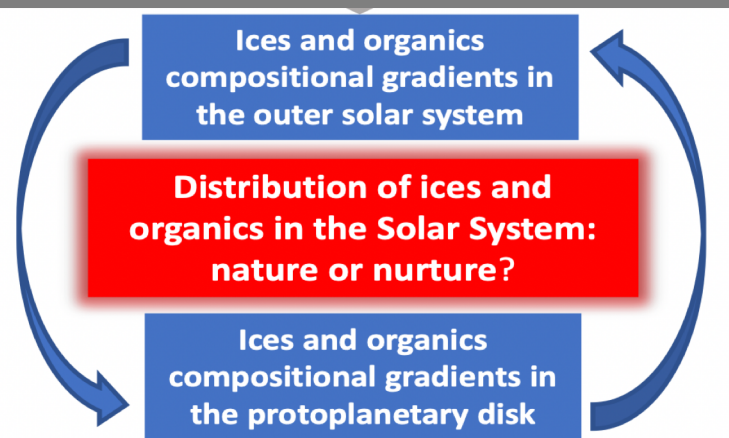 Ices and organics
compositional gradients in
the outer solar system
Distribution of ices and
organics in the Solar System:
nature or nurture?
Ices and organics
compositional gradients in
the protoplanetary disk